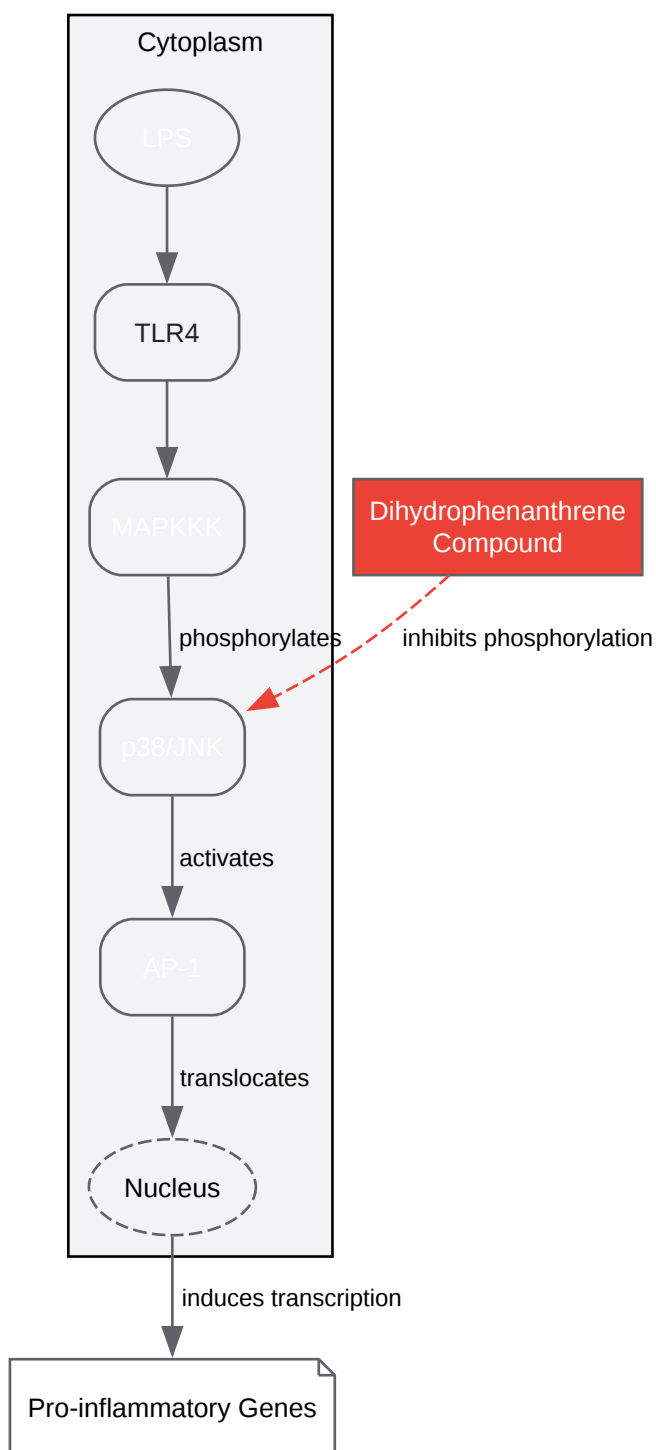 Cytoplasm
LPS
TLR4
MAPKKK
Dihydrophenanthrene
Compound
phosphorylates
inhibits phosphorylation
p38/JNK
activates
AP-1
translocates
Nucleus
induces transcription
Pro-inflammatory Genes